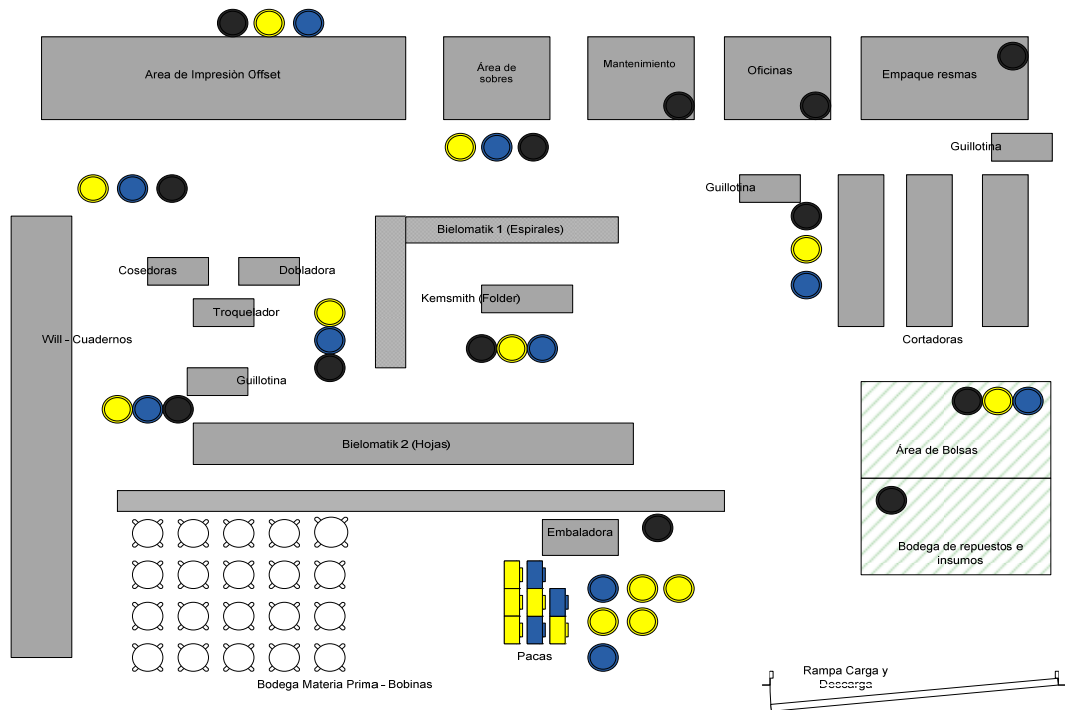 Area de Impresión Offset
Área de
sobres
Mantenimiento
Oficinas
Empaque resmas
Guillotina
Guillotina
Bielomatik 1 (Espirales)
Cosedoras
Dobladora
Kemsmith (Folder)
Troquelador
Will - Cuadernos
Cortadoras
Guillotina
Bielomatik 2 (Hojas)
Área de Bolsas
Embaladora
Bodega de repuestos e
insumos
Pacas
Rampa Carga y
Descarga
Bodega Materia Prima - Bobinas